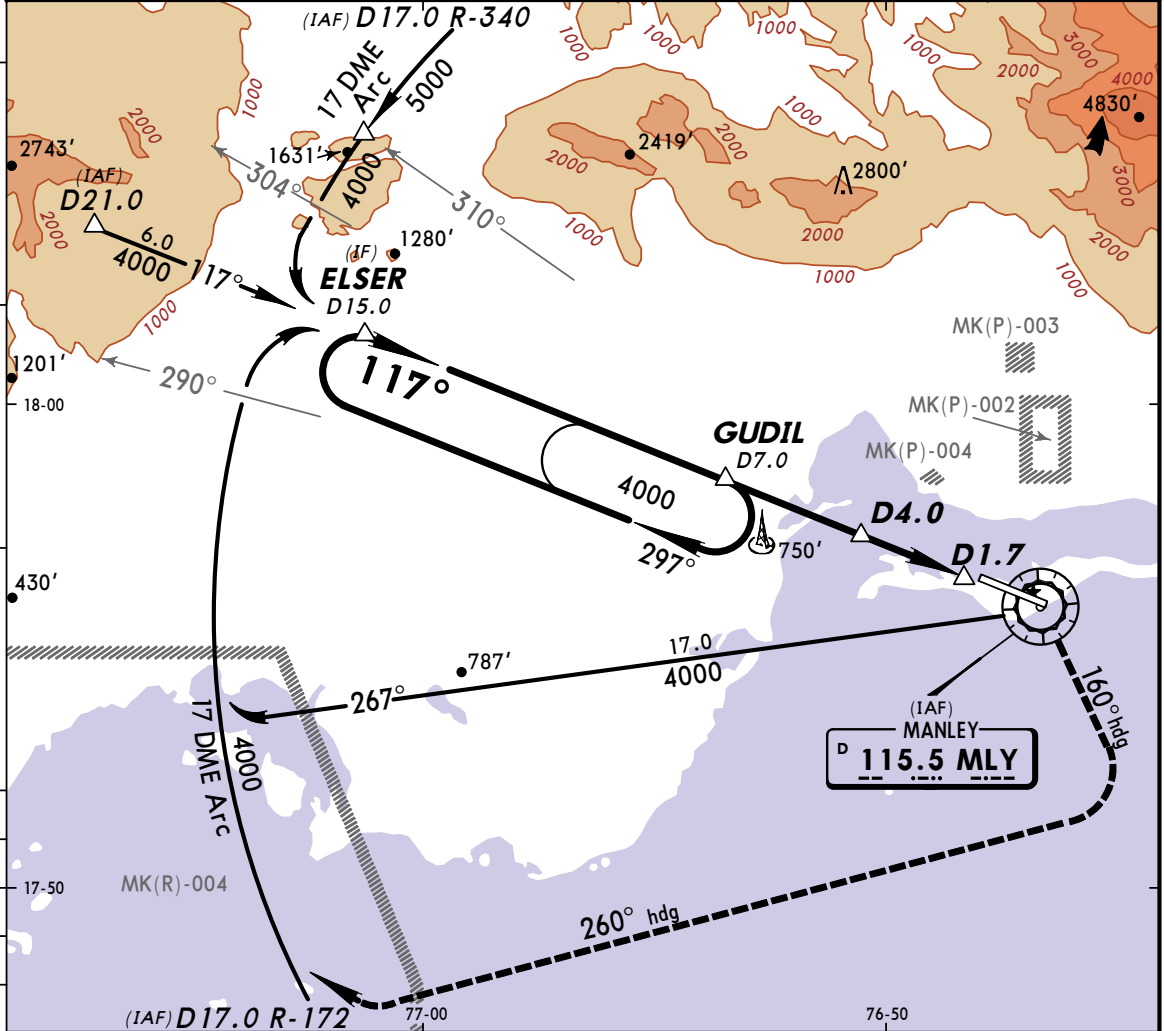 (IAF) D17.0 R-340
17 DME
Arc
5000
1000
1000
1000
1000
3000
2000
4000
4830'
2000
1000
2000
1000
2743'
1631'
2419'
2000
2800'
3000
(IAF)
D21.0
304°
4000
310°
2000
6.0
4000
117°
(IF)
1280'
ELSER
D15.0
1000
2000
1000
2000
1000
1000
MK(P)-003
1201'
290°
117°
18-00
MK(P)-002
GUDIL
D7.0
MK(P)-004
4000
D4.0
297°
750'
D1.7
430'
787'
17.0
4000
267°
160° hdg
17 DME Arc
4000
(IAF)
MANLEY
D 115.5 MLY
MK(R)-004
17-50
260° hdg
(IAF) D17.0 R-172
77-00
76-50